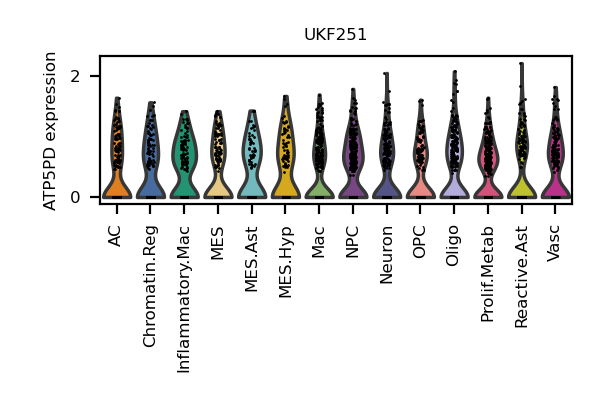 UKF251
ATP5PD expression
2
0
AC
Chromatin.Reg
Inflammatory.Mac
MES
MES.Ast
MES.Hyp
Mac
NPC
Neuron
OPC
Oligo
Prolif.Metab
Reactive.Ast
Vasc